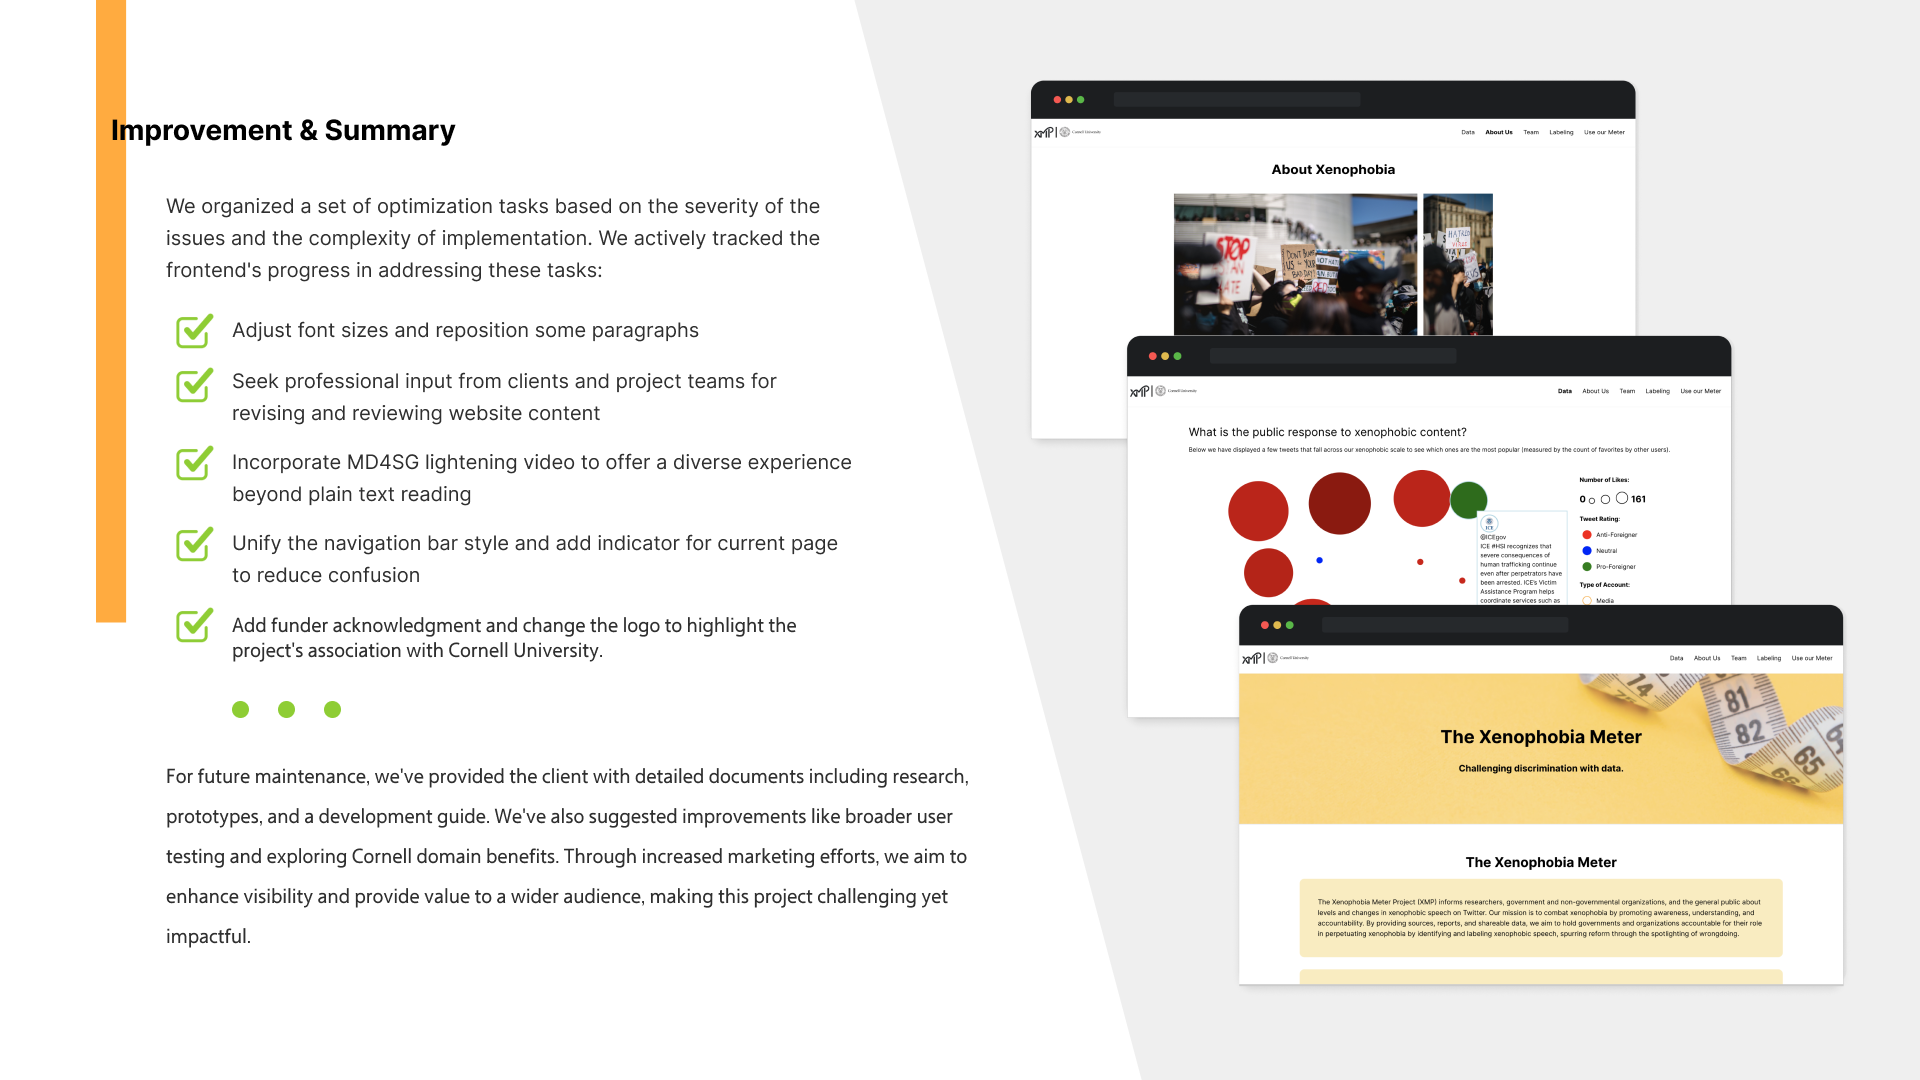 Improvement & Summary
We organized a set of optimization tasks based on the severity of the
issues and the complexity of implementation. We actively tracked the
frontend's progress in addressing these tasks:
Adjust font sizes and reposition some paragraphs
Seek professional input from clients and project teams for
revising and reviewing website content
Incorporate MD4SG lightening video to offer a diverse experience
beyond plain text reading
Unify the navigation bar style and add indicator for current page
to reduce confusion
Add funder acknowledgment and change the logo to highlight the
project's association with Cornell University.
For future maintenance, we've provided the client with detailed documents including research,
prototypes, and a development guide. We've also suggested improvements like broader user
testing and exploring Cornell domain benefits. Through increased marketing efforts, we aim to
enhance visibility and provide value to a wider audience, making this project challenging yet
impactful.
XMP Cornell University
Data About Us Team Labeling Use our Meter
About Xenophobia
STOP
HATE
DON'T BLAME
US
BAD DAY
HATRED
VIRUS
XMP Cornell University
Data About Us Team Labeling Use our Meter
What is the public response to xenophobic content?
Below we have displayed a few tweets that fall across our xenophobic scale to see which ones are the most popular (measured by the count of favorites by other users).
Number of Likes:
0 161
Tweet Rating:
Anti-Foreigner
Neutral
Pro-Foreigner
Type of Account:
Media
ICE
@ICEgov
ICE #HSI recognizes that
severe consequences of
human trafficking continue
even after perpetrators have
been arrested. ICE's Victim
Assistance Program helps
coordinate services such as
XMP Cornell University
Data About Us Team Labeling Use our Meter
14
81
82
65
66
The Xenophobia Meter
Challenging discrimination with data.
The Xenophobia Meter
The Xenophobia Meter Project (XMP) informs researchers, government and non-governmental organizations, and the general public about
levels and changes in xenophobic speech on Twitter. Our mission is to combat xenophobia by promoting awareness, understanding, and
accountability. By providing sources, reports, and shareable data, we aim to hold governments and organizations accountable for their role
in perpetuating xenophobia by identifying and labeling xenophobic speech, spurring reform through the spotlighting of wrongdoing.